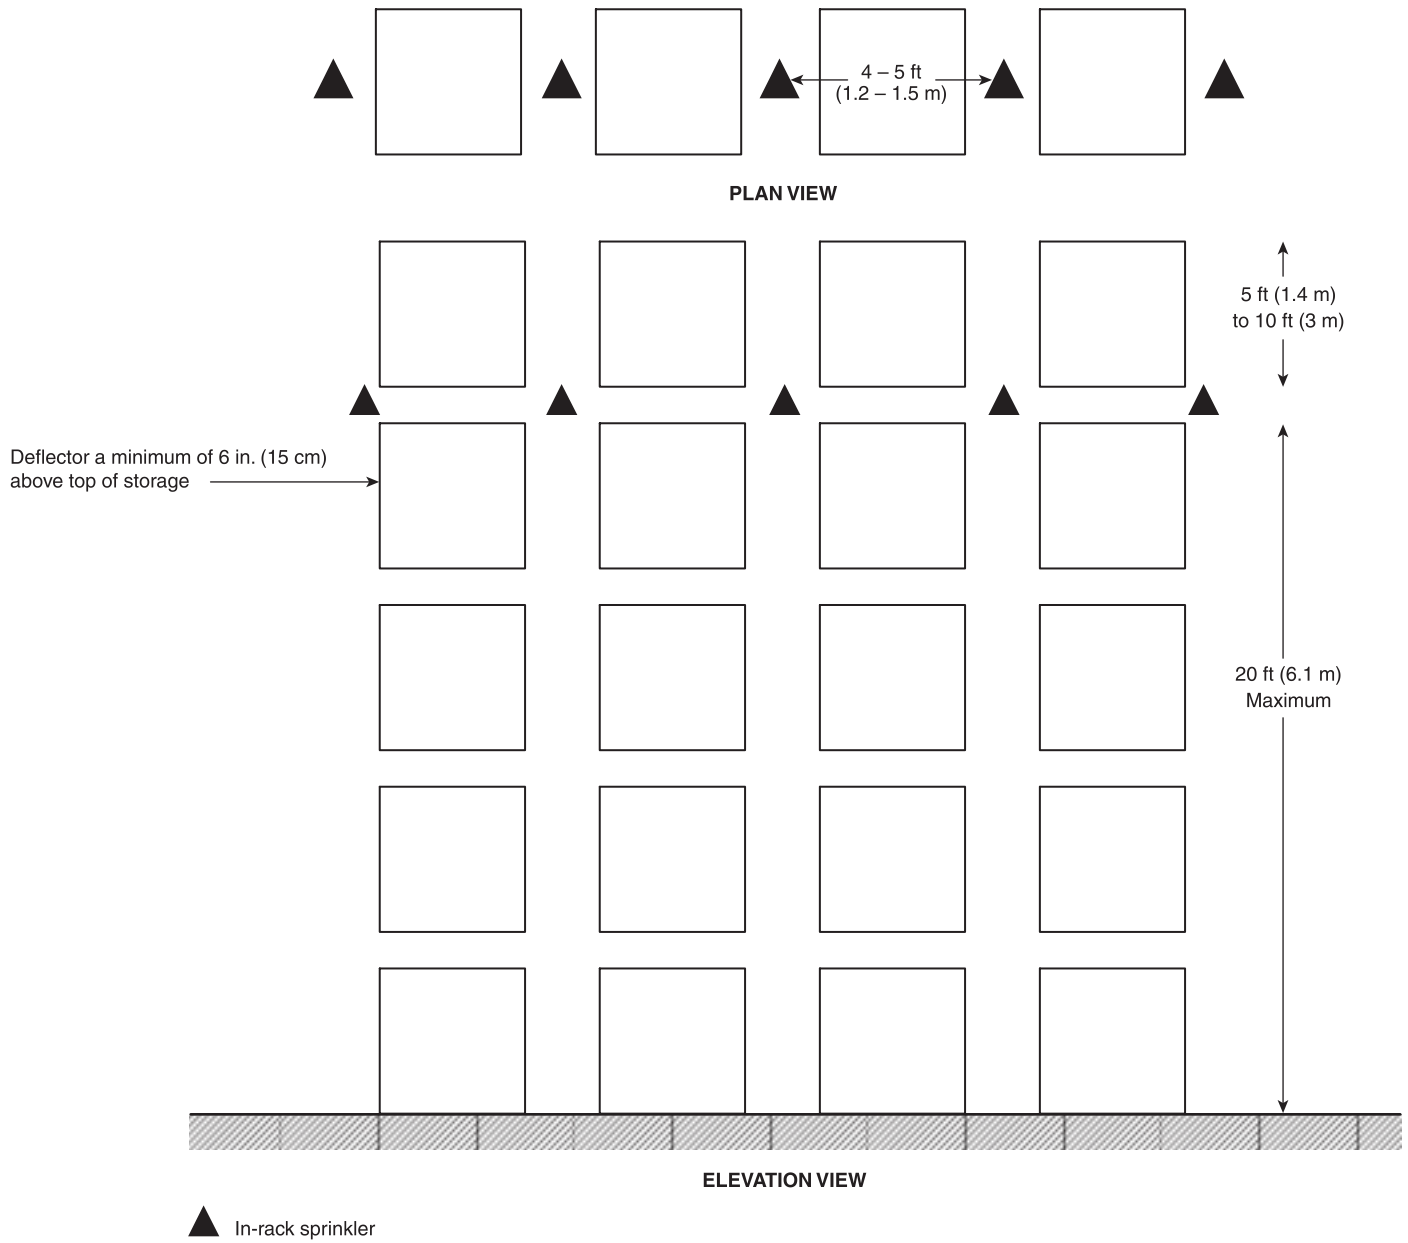 4 – 5 ft
(1.2 – 1.5 m)
PLAN VIEW
5 ft (1.4 m)
to 10 ft (3 m)
Deflector a minimum of 6 in. (15 cm)
above top of storage
20 ft (6.1 m)
Maximum
ELEVATION VIEW
In-rack sprinkler